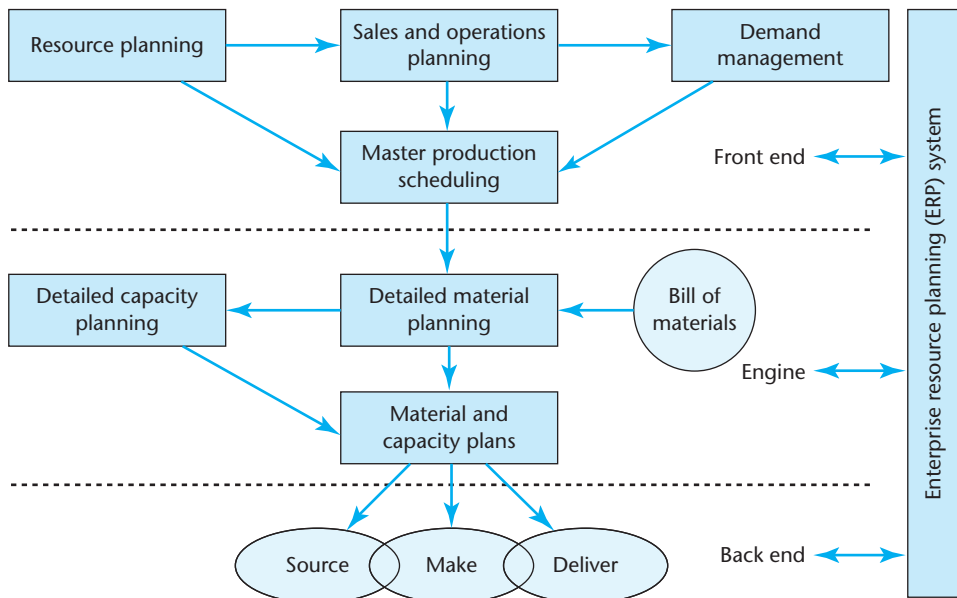 Resource planning
Sales and operations
planning
Demand
management
Master production
scheduling
Front end
Detailed capacity
planning
Detailed material
planning
Bill of
materials
Engine
Material and
capacity plans
Source
Make
Deliver
Back end
Enterprise resource planning (ERP) system